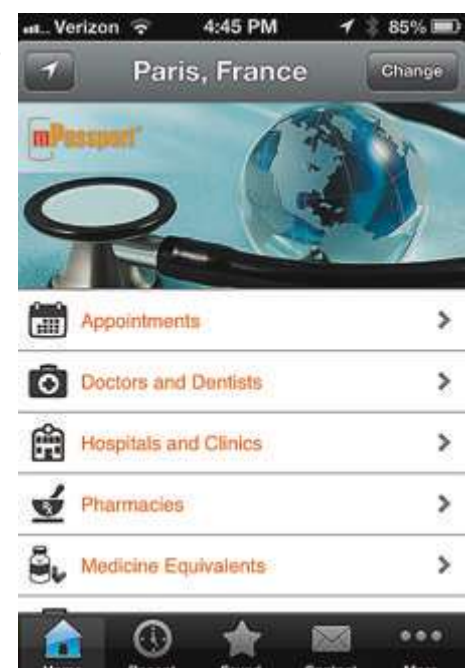 Verizon 4:45 PM 85%
Paris, France
Change
mPassport
Appointments
Doctors and Dentists
Hospitals and Clinics
Pharmacies
Medicine Equivalents